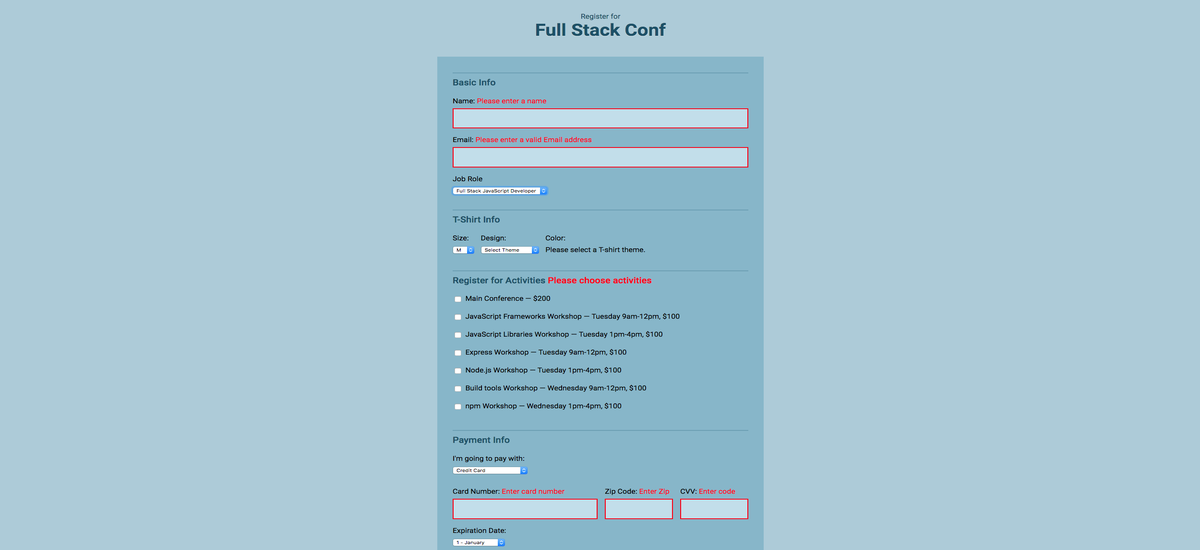 Register for
Full Stack Conf
Basic Info
Name: Please enter a name
Email: Please enter a valid Email address
Job Role
Full Stack JavaScript Developer
T-Shirt Info
Size: Design: Color:
M Select Theme Please select a T-shirt theme.
Register for Activities Please choose activities
Main Conference — $200
JavaScript Frameworks Workshop — Tuesday 9am-12pm, $100
JavaScript Libraries Workshop — Tuesday 1pm-4pm, $100
Express Workshop — Tuesday 9am-12pm, $100
Node.js Workshop — Tuesday 1pm-4pm, $100
Build tools Workshop — Wednesday 9am-12pm, $100
npm Workshop — Wednesday 1pm-4pm, $100
Payment Info
I'm going to pay with:
Credit Card
Card Number: Enter card number Zip Code: Enter Zip CVV: Enter code
Expiration Date:
1 - January